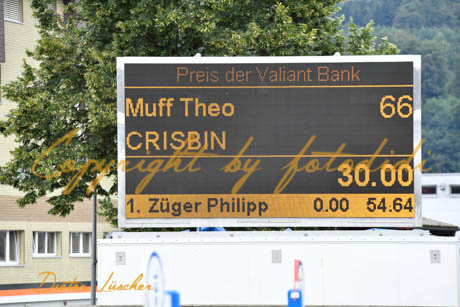 Preis der Valiant Bank
Muff Theo 66
CRISBIN
Copyright by fotodidi
30.00
1. Züger Philipp 0.00 54.64
Dieter Lüscher